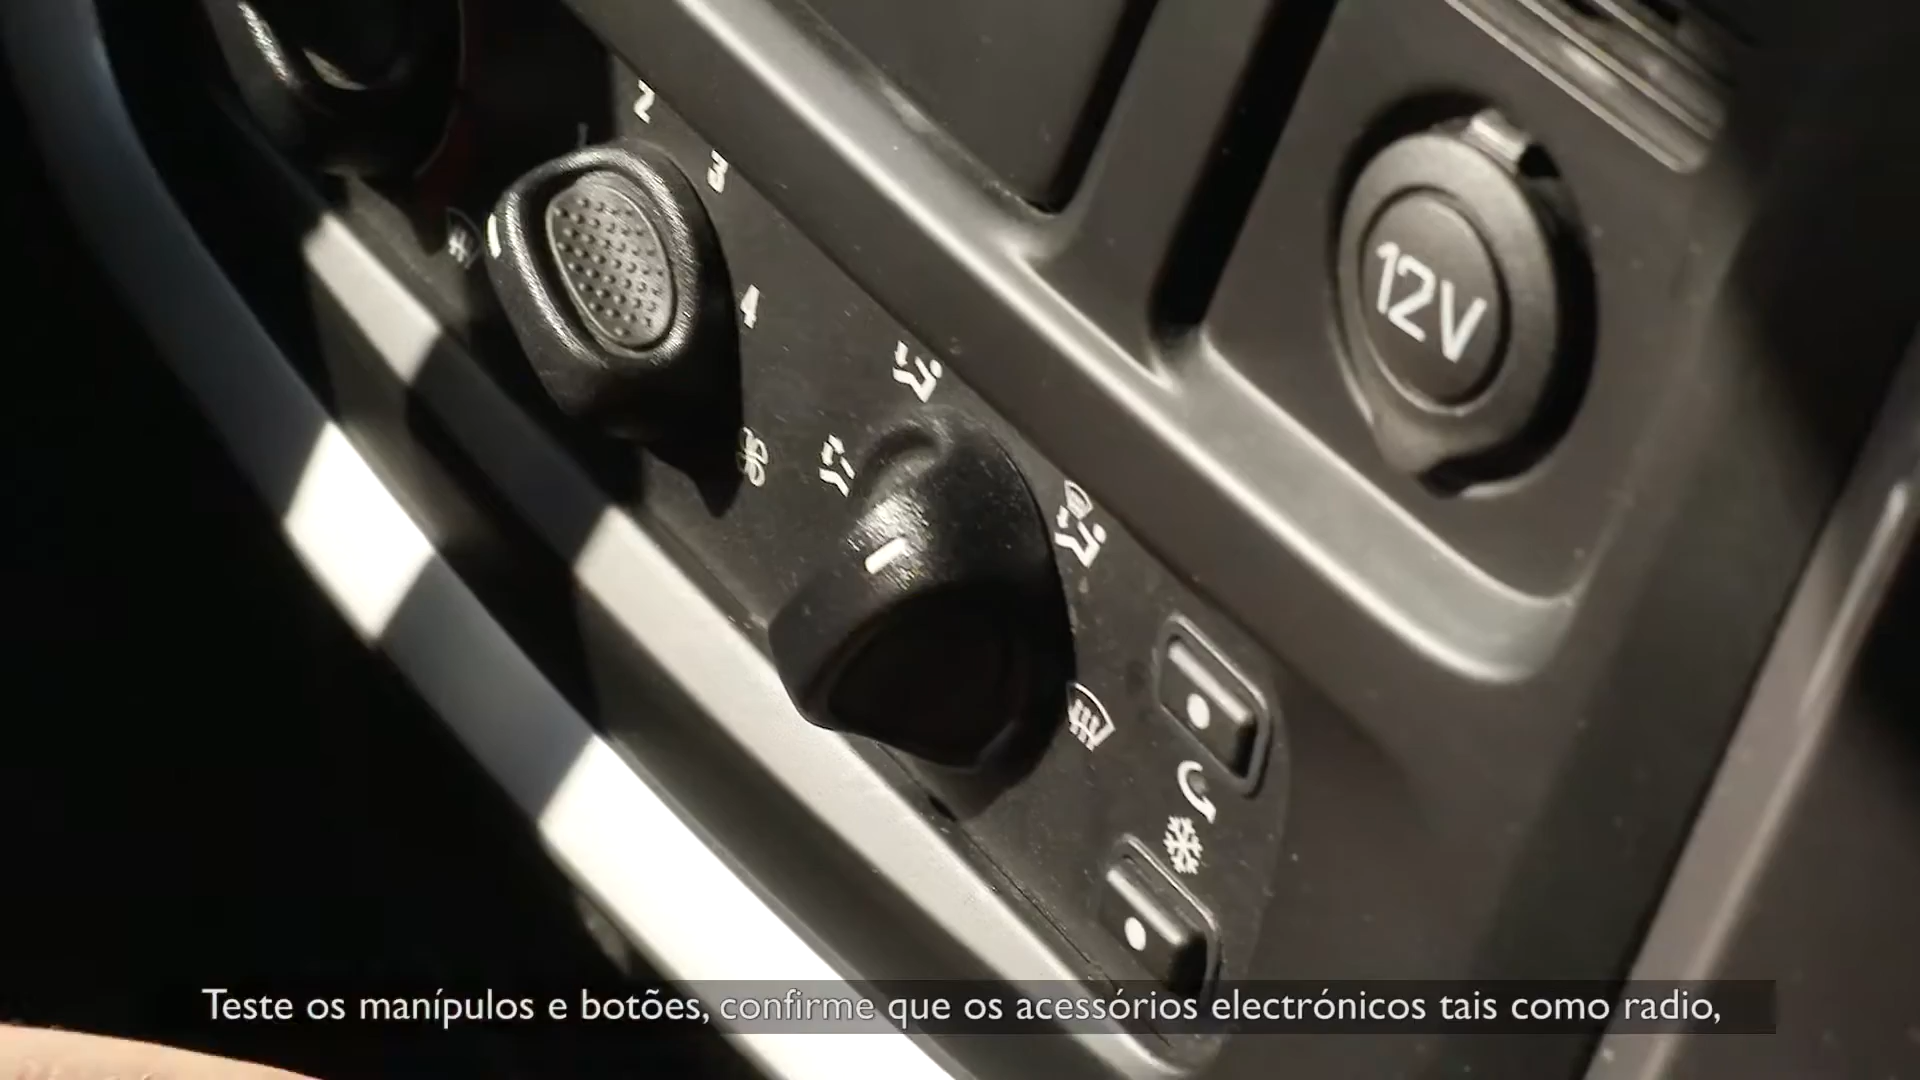 2
3
4
12V
Teste os manípulos e botões, confirme que os acessórios electrónicos tais como radio,